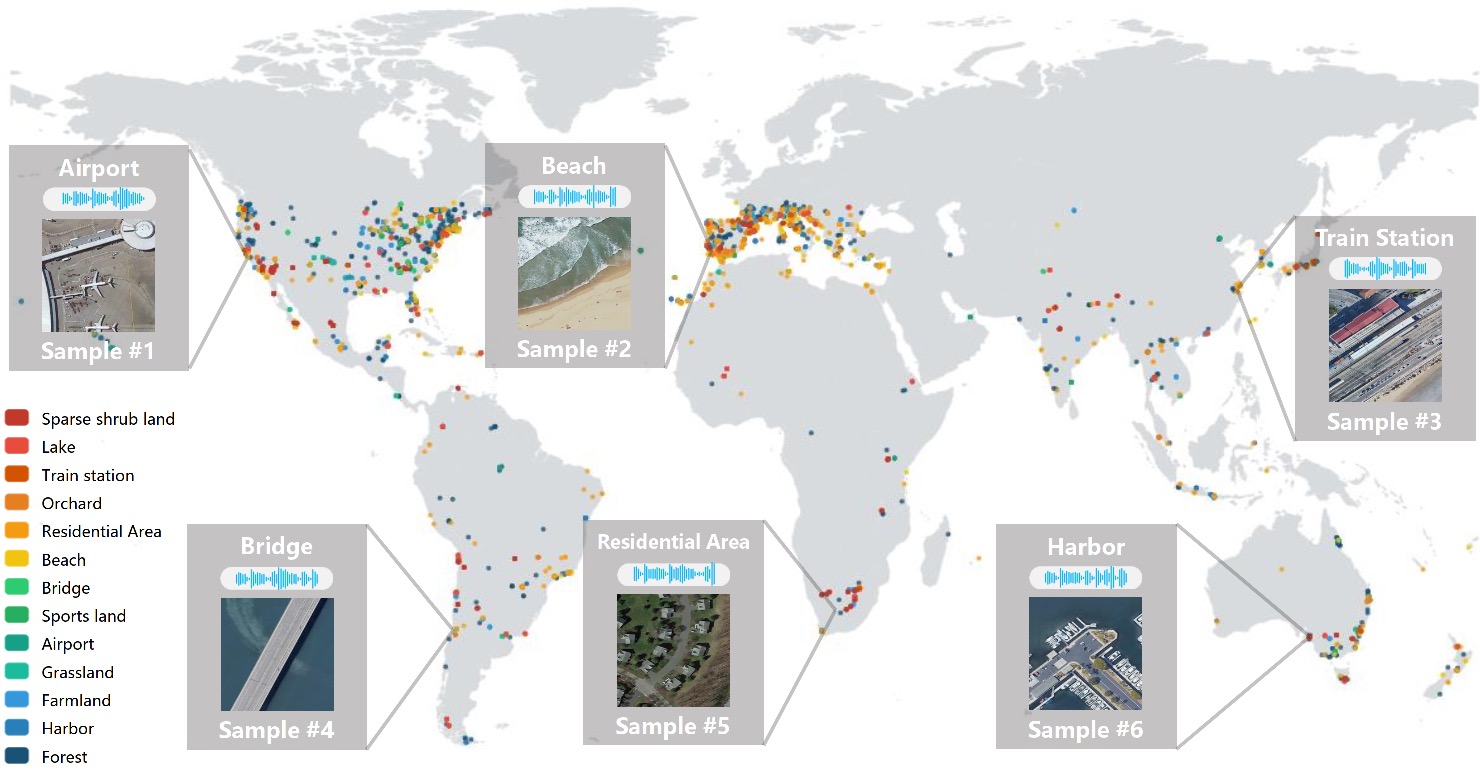 Airport
Sample #1
Beach
Sample #2
Train Station
Sample #3
Sparse shrub land
Lake
Train station
Orchard
Residential Area
Beach
Bridge
Sports land
Airport
Grassland
Farmland
Harbor
Forest
Bridge
Sample #4
Residential Area
Sample #5
Harbor
Sample #6